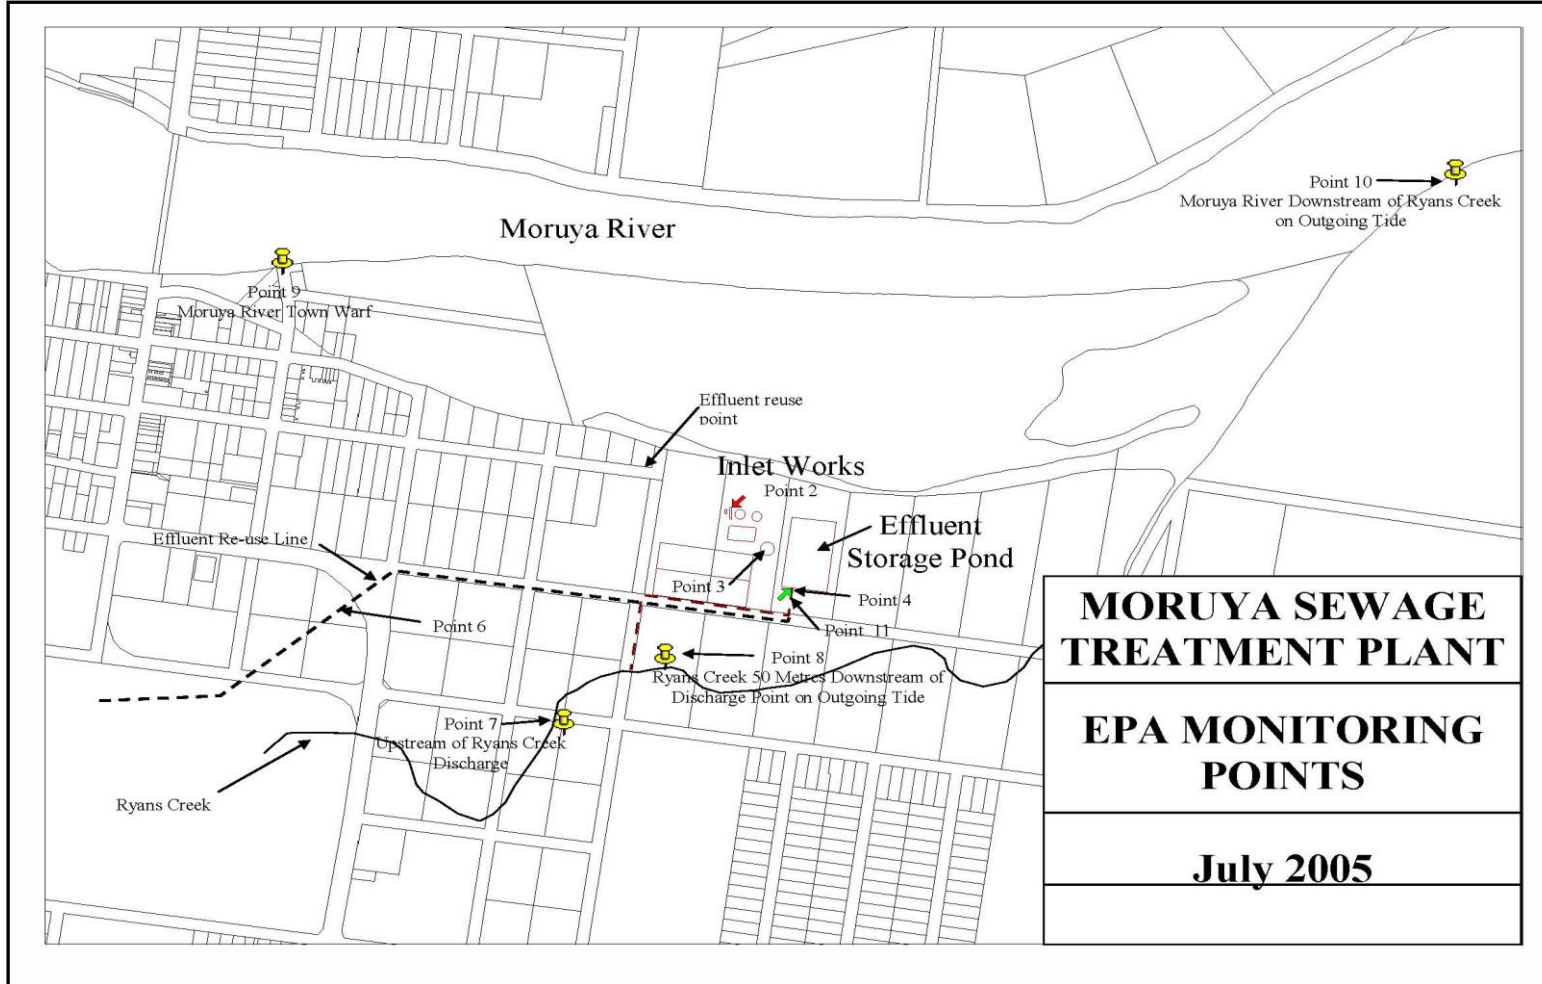 Point 10
Moruya River Downstream of Ryans Creek
on Outgoing Tide
Moruya River
Point 9
Moruya River Town Warf
Effluent reuse
point
Inlet Works
Point 2
Effluent
Storage Pond
Effluent Re-use Line
Point 3
Point 4
Point 6
Point 11
Point 8
Ryans Creek 50 Metres Downstream of
Discharge Point on Outgoing Tide
Point 7
Upstream of Ryans Creek
Discharge
Ryans Creek
MORUYA SEWAGE
TREATMENT PLANT
EPA MONITORING
POINTS
July 2005